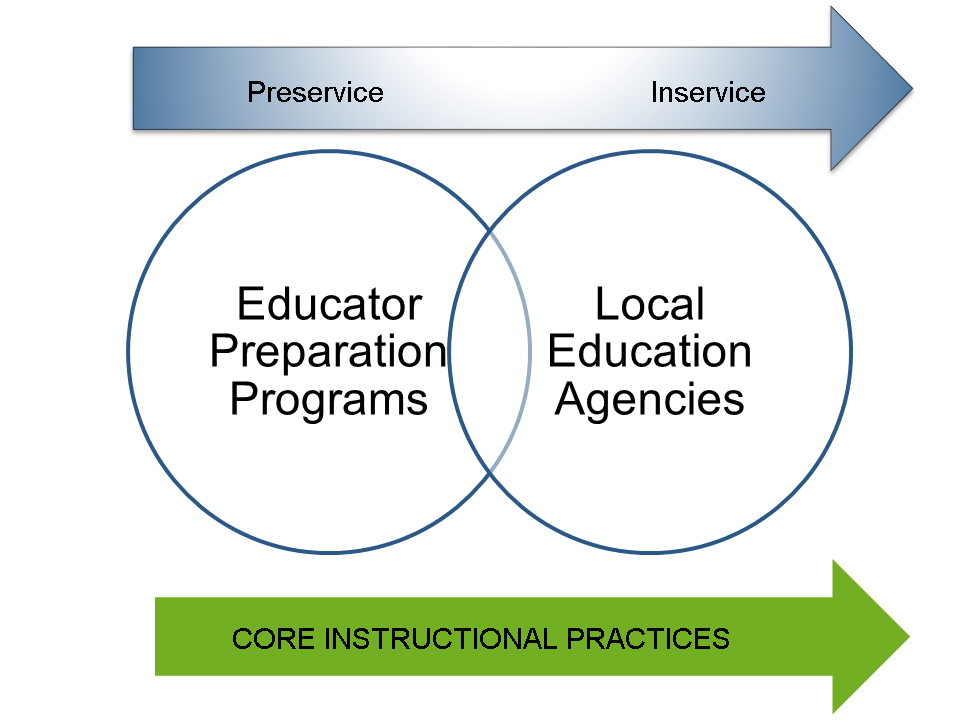 Preservice Inservice
Educator
Preparation
Programs
Local
Education
Agencies
CORE INSTRUCTIONAL PRACTICES